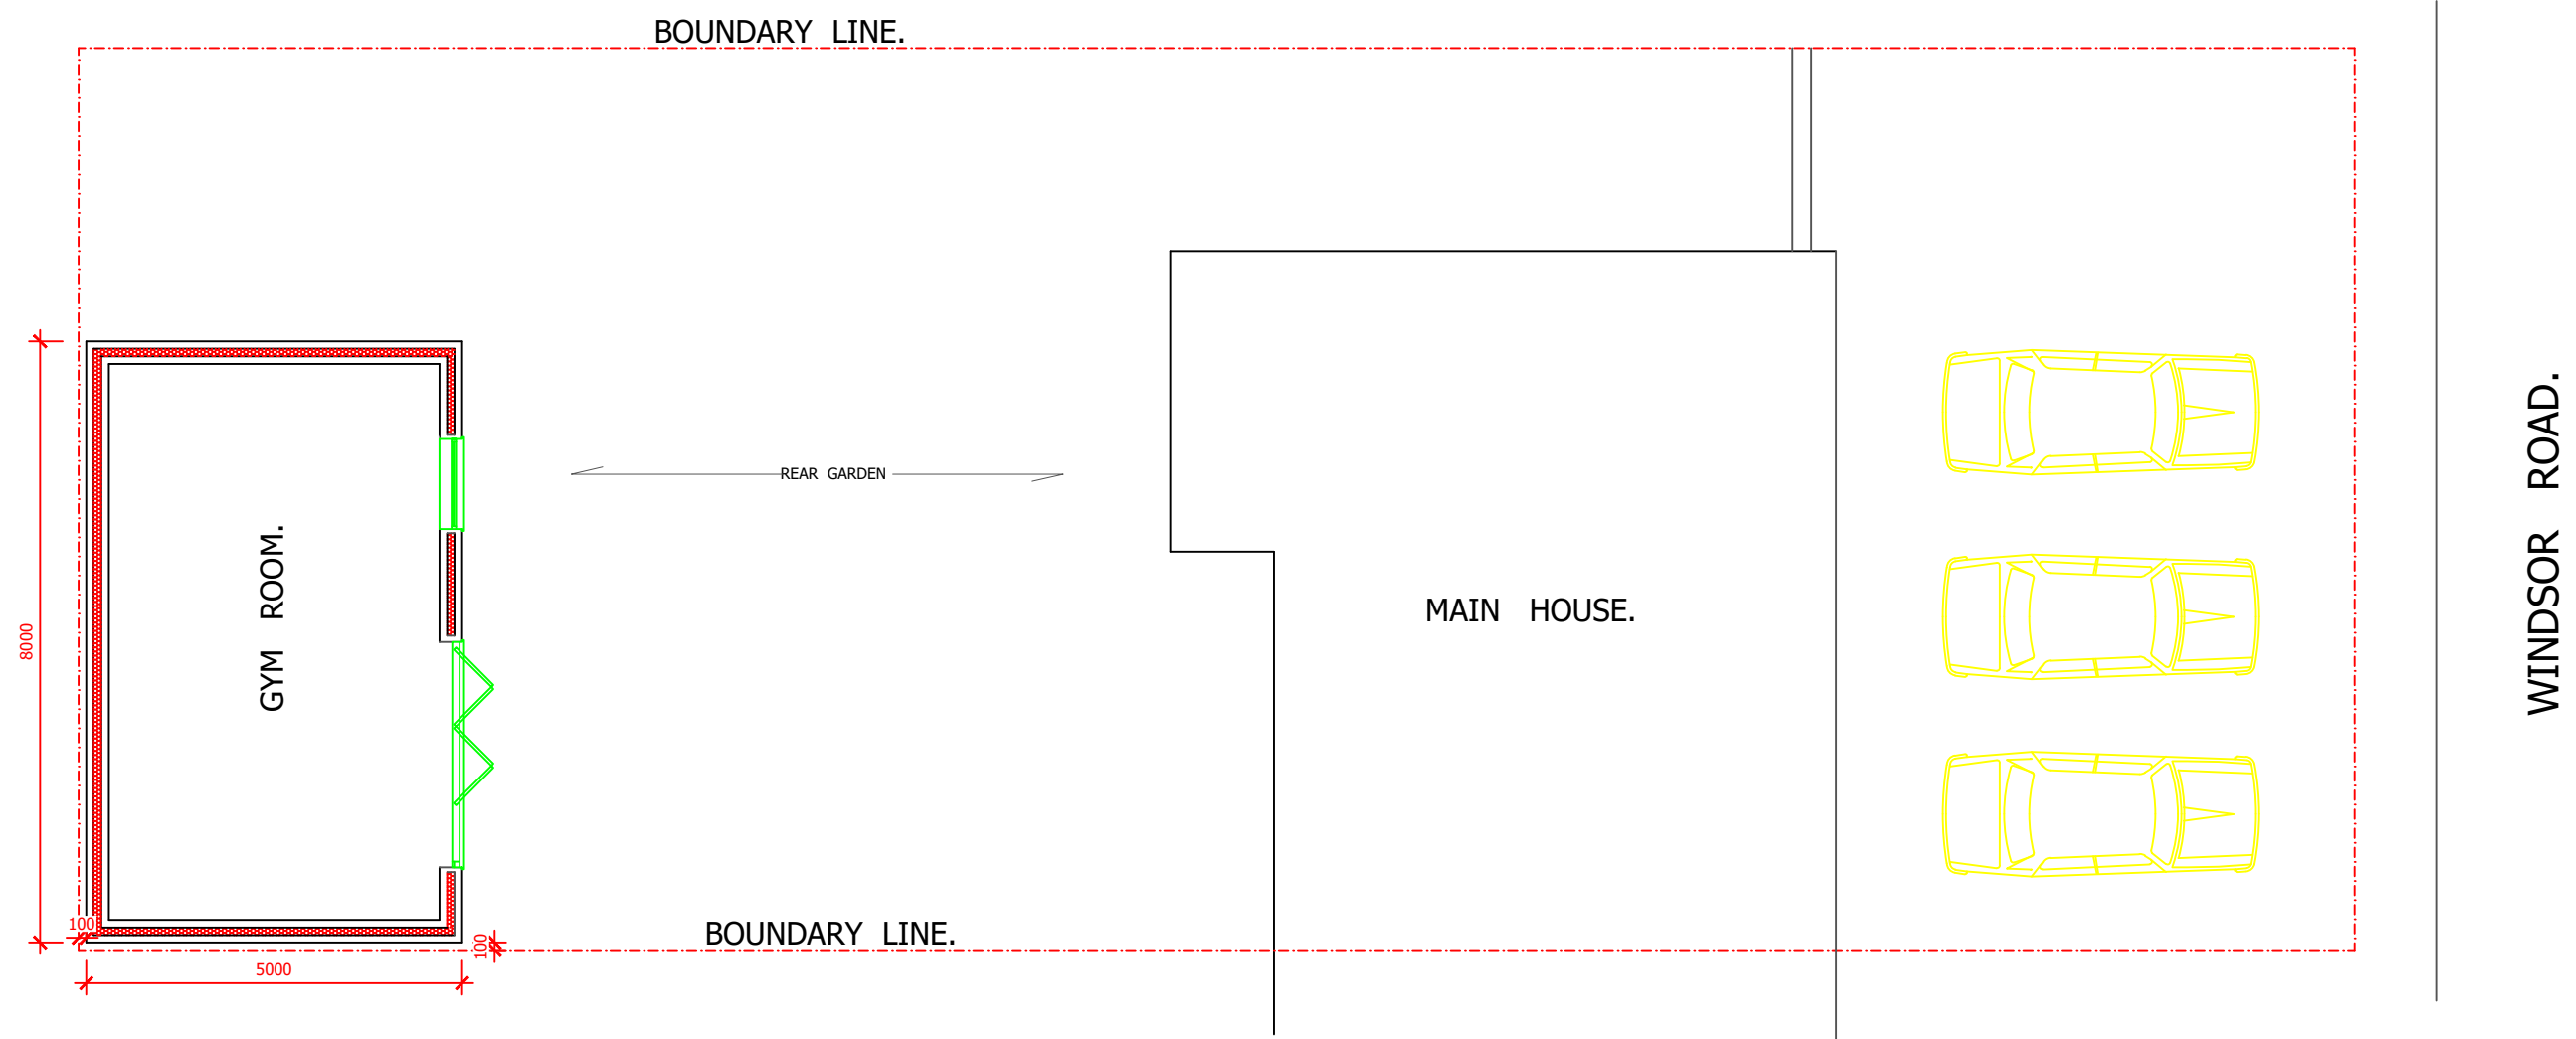 BOUNDARY LINE.
WINDSOR ROAD.
REAR GARDEN
GYM ROOM.
MAIN HOUSE.
8000
100
BOUNDARY LINE.
100
5000